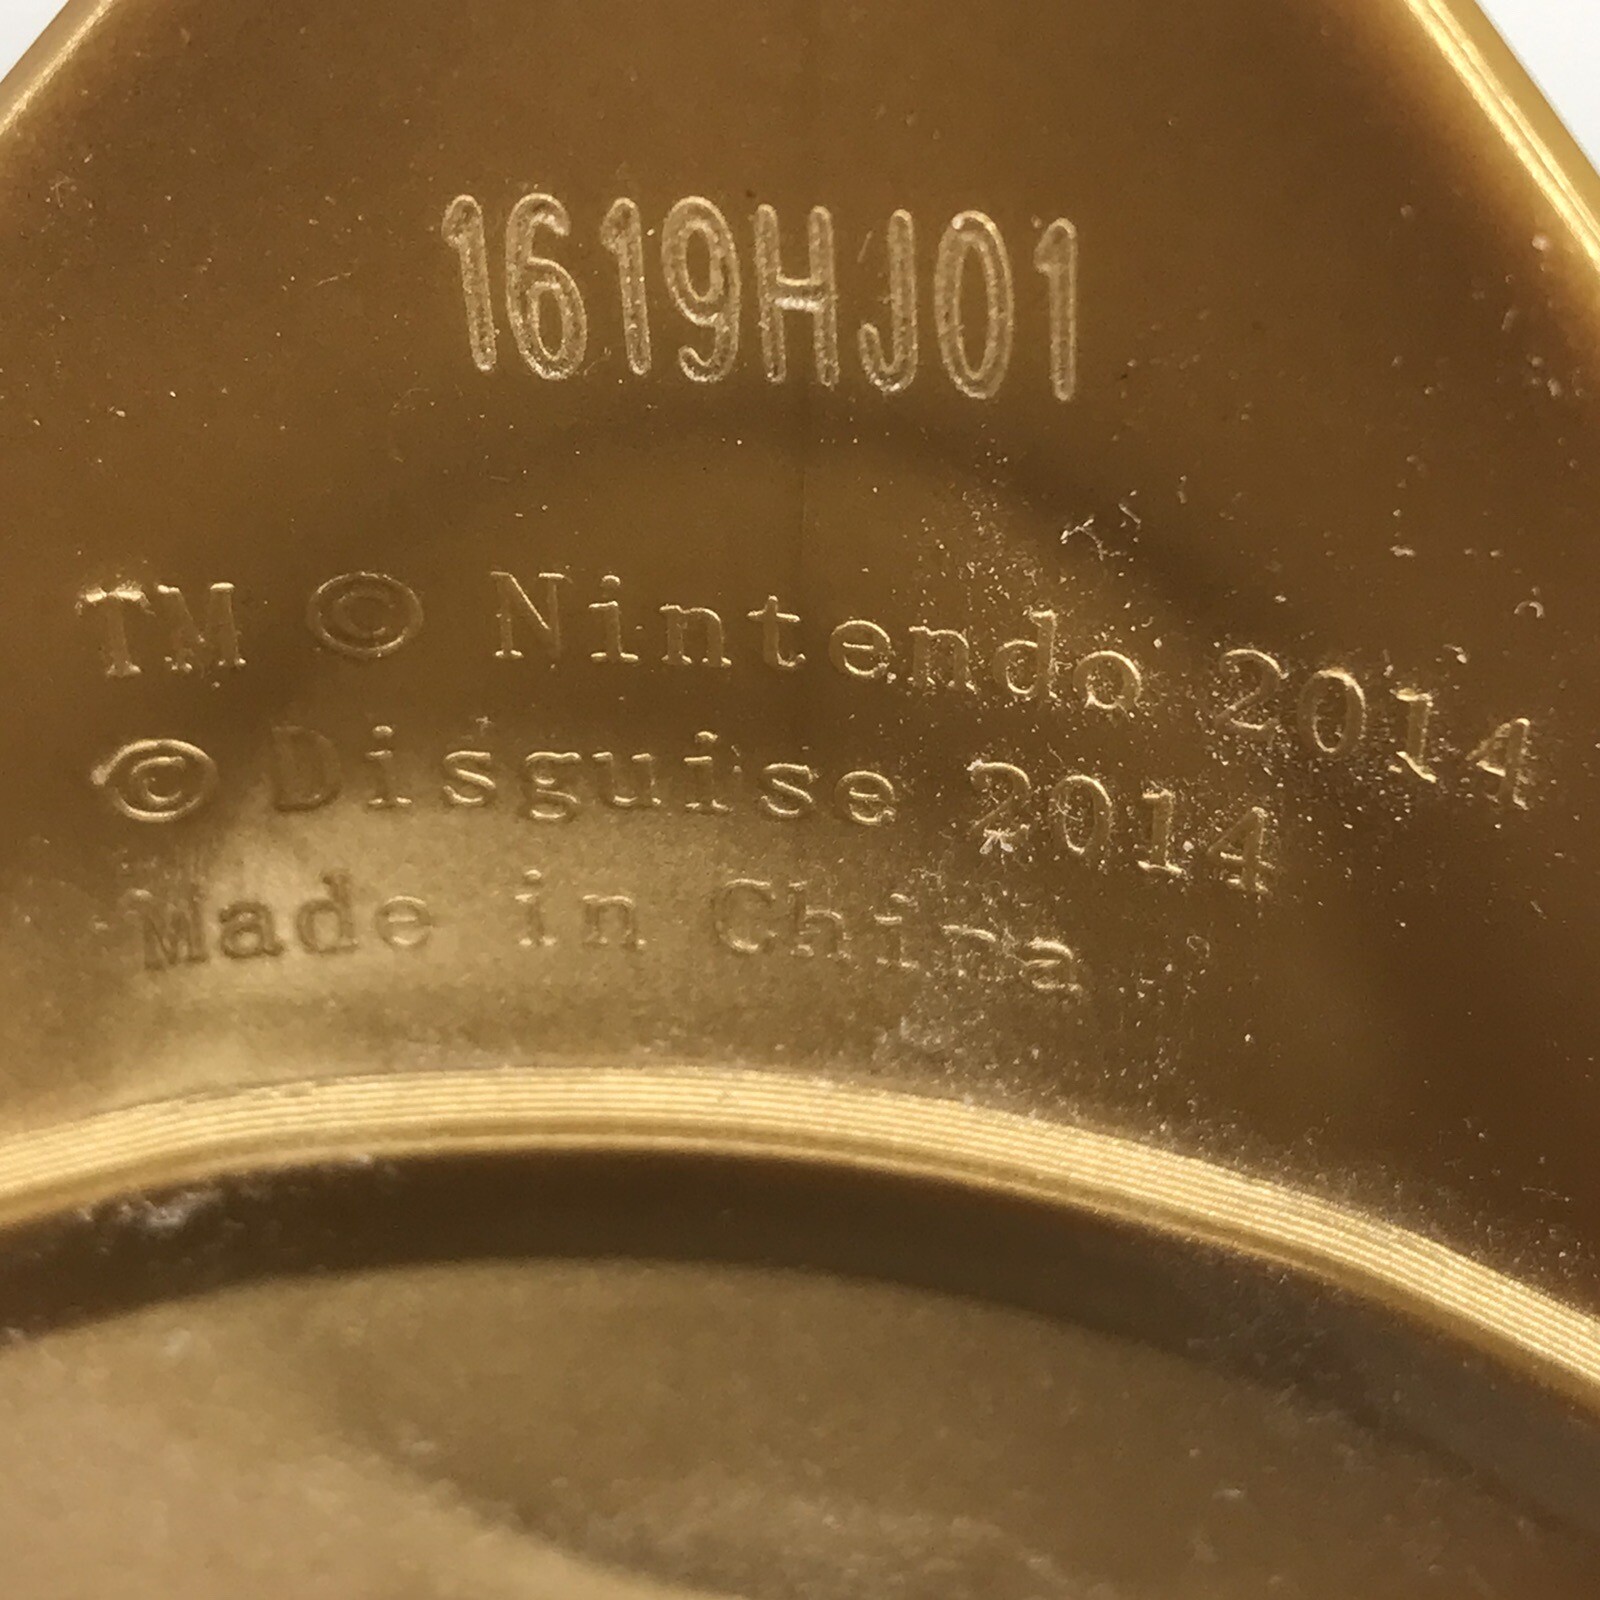 1619HJ01
TM © Nintendo 2014
© Disguise 2014
Made in China